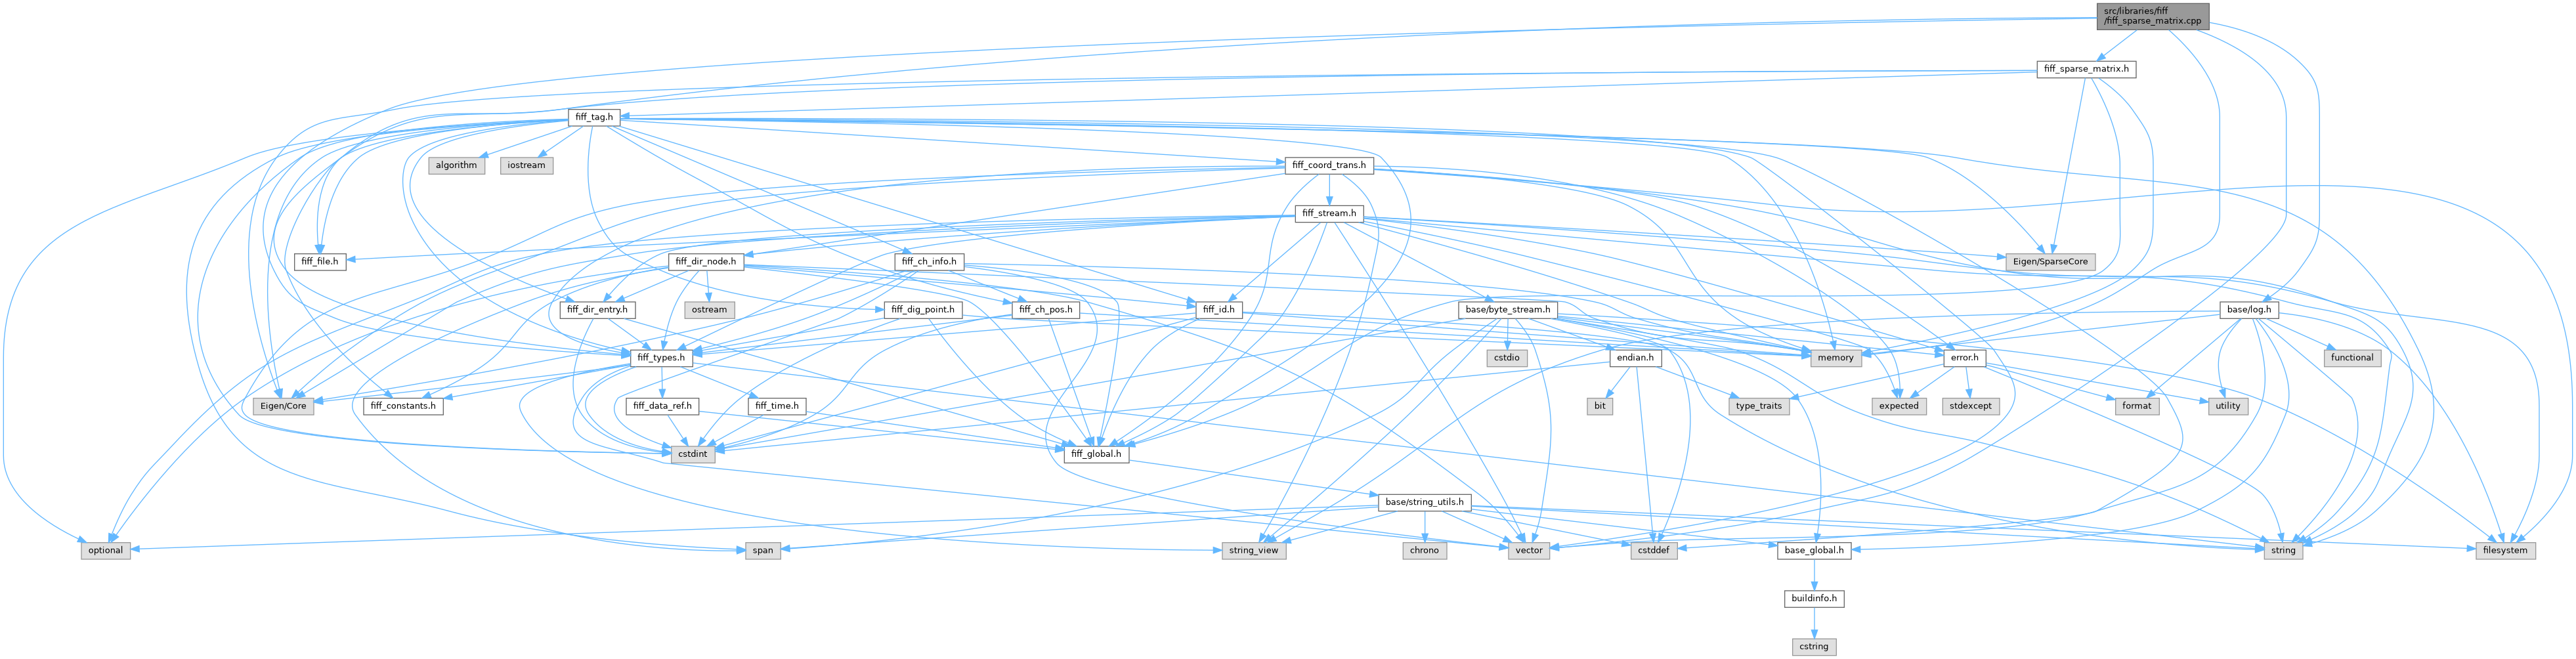 src/libraries/fiff
/fiff_sparse_matrix.cpp
fiff_sparse_matrix.h
fiff_tag.h
algorithm
iostream
fiff_coord_trans.h
fiff_stream.h
fiff_file.h
fiff_dir_node.h
fiff_ch_info.h
Eigen/SparseCore
fiff_dir_entry.h
ostream
fiff_dig_point.h
fiff_ch_pos.h
fiff_id.h
base/byte_stream.h
base/log.h
fiff_types.h
cstdio
endian.h
memory
error.h
functional
Eigen/Core
fiff_constants.h
fiff_data_ref.h
fiff_time.h
bit
type_traits
expected
stdexcept
format
utility
cstdint
fiff_global.h
base/string_utils.h
optional
span
string_view
chrono
vector
cstddef
base_global.h
string
filesystem
buildinfo.h
cstring